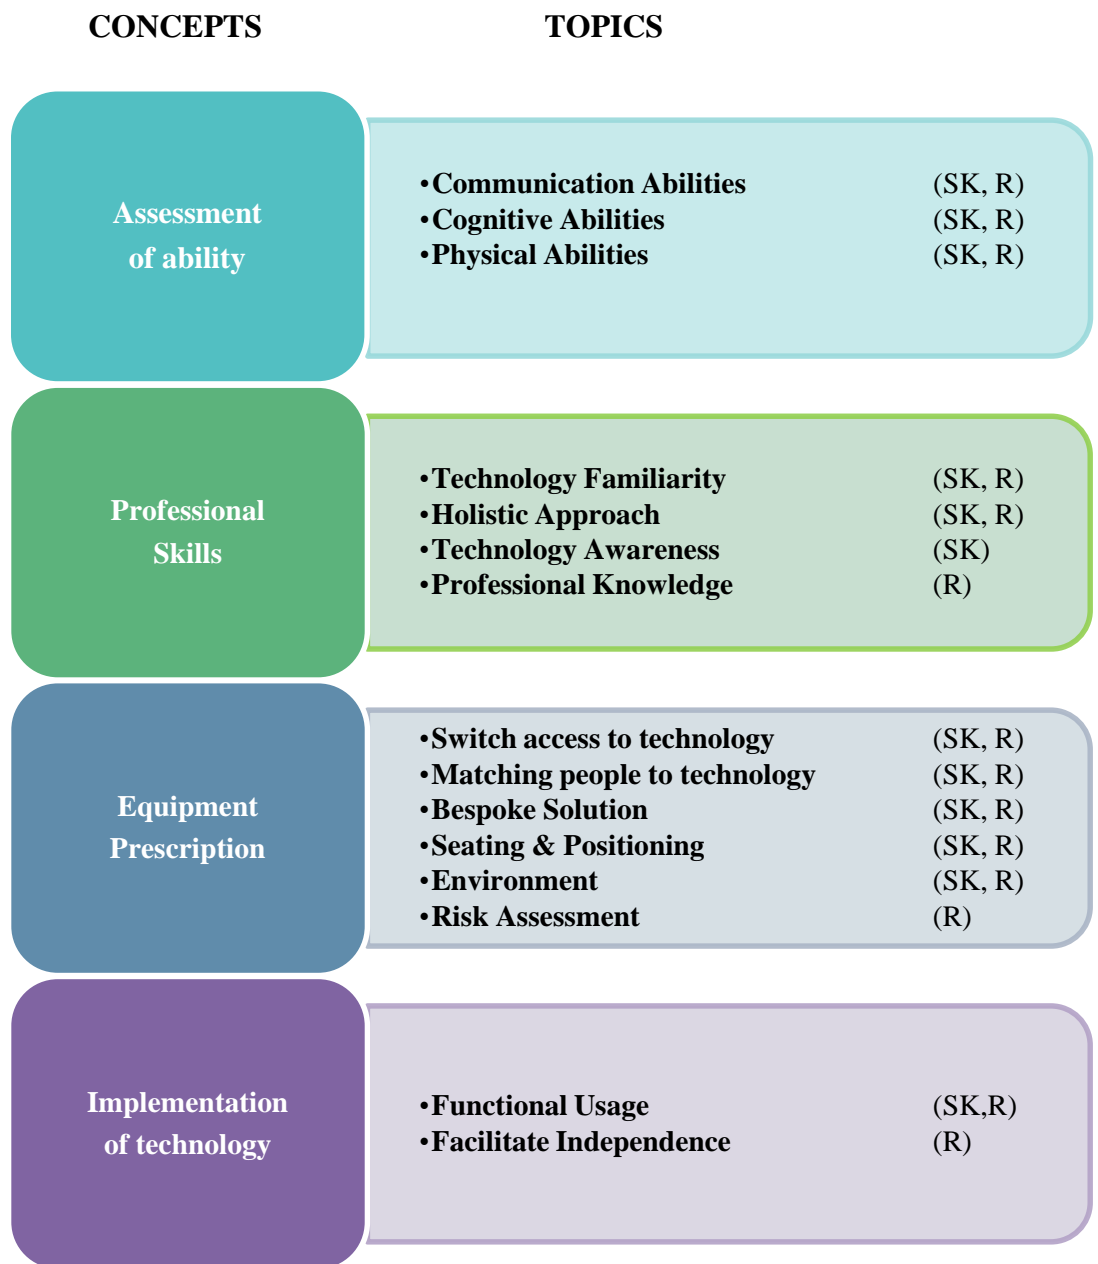 CONCEPTS TOPICS
Assessment
of ability
•Communication Abilities (SK, R)
•Cognitive Abilities (SK, R)
•Physical Abilities (SK, R)
Professional
Skills
•Technology Familiarity (SK, R)
•Holistic Approach (SK, R)
•Technology Awareness (SK)
•Professional Knowledge (R)
Equipment
Prescription
•Switch access to technology (SK, R)
•Matching people to technology (SK, R)
•Bespoke Solution (SK, R)
•Seating & Positioning (SK, R)
•Environment (SK, R)
•Risk Assessment (R)
Implementation
of technology
•Functional Usage (SK,R)
•Facilitate Independence (R)